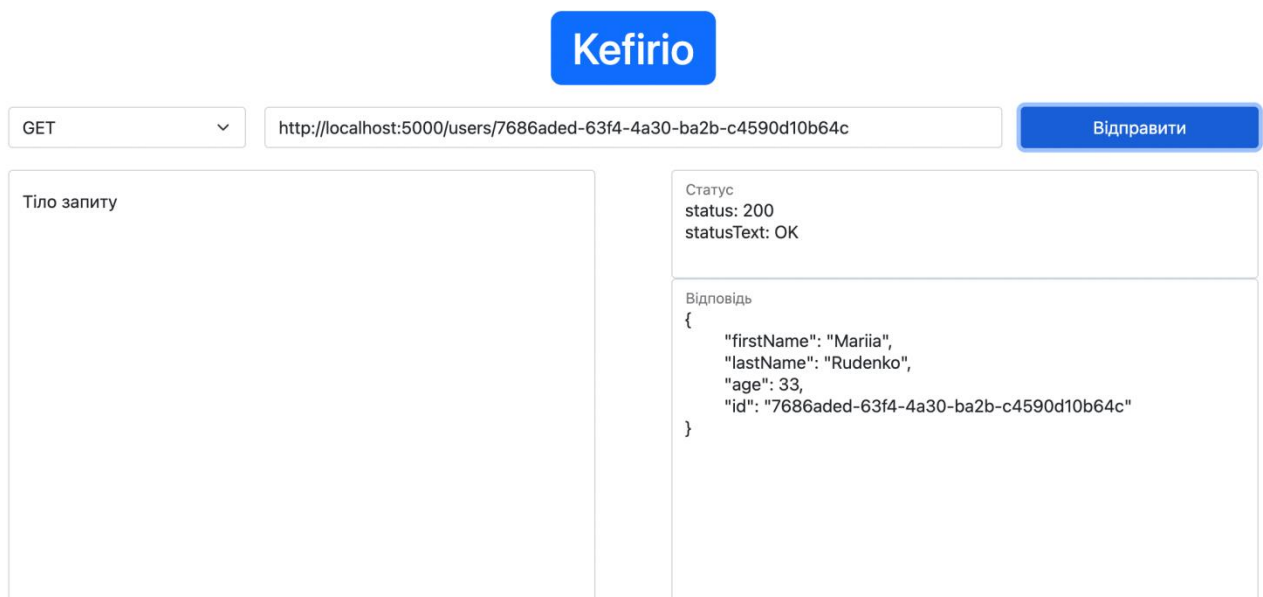 Kefirio
GET
http://localhost:5000/users/7686aded-63f4-4a30-ba2b-c4590d10b64c
Відправити
Тіло запиту
Статус
status: 200
statusText: OK
Відповідь
{
"firstName": "Mariia",
"lastName": "Rudenko",
"age": 33,
"id": "7686aded-63f4-4a30-ba2b-c4590d10b64c"
}